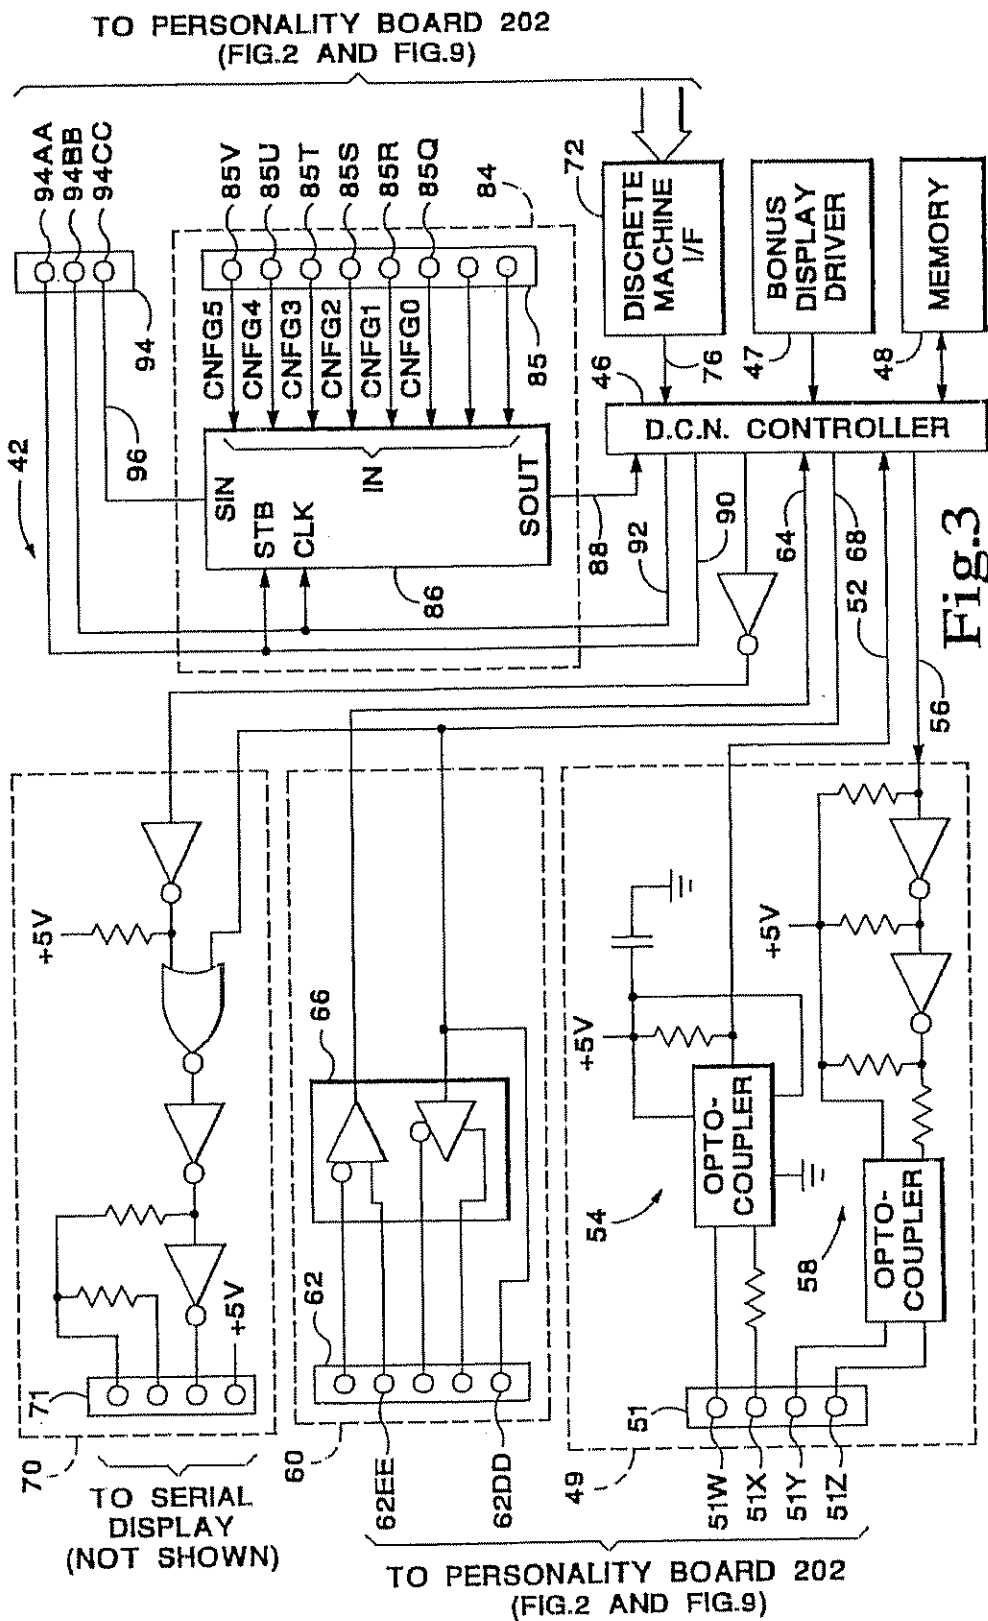 TO PERSONALITY BOARD 202
(FIG.2 AND FIG.9)
94AA
94BB
94CC
94
96
42
85V
85U
85T
85S
85R
85Q
84
85
CNFG5
CNFG4
CNFG3
CNFG2
CNFG1
CNFG0
SIN
STB
CLK
IN
SOUT
86
88
92
90
72
DISCRETE
MACHINE
I/F
76
46
BONUS
DISPLAY
DRIVER
47
MEMORY
48
D.C.N. CONTROLLER
64
68
52
56
Fig.3
+5V
+5V
71
70
TO SERIAL
DISPLAY
(NOT SHOWN)
66
62
60
62EE
62DD
+5V
OPTO-
COUPLER
54
+5V
OPTO-
COUPLER
58
51
49
51W
51X
51Y
51Z
TO PERSONALITY BOARD 202
(FIG.2 AND FIG.9)